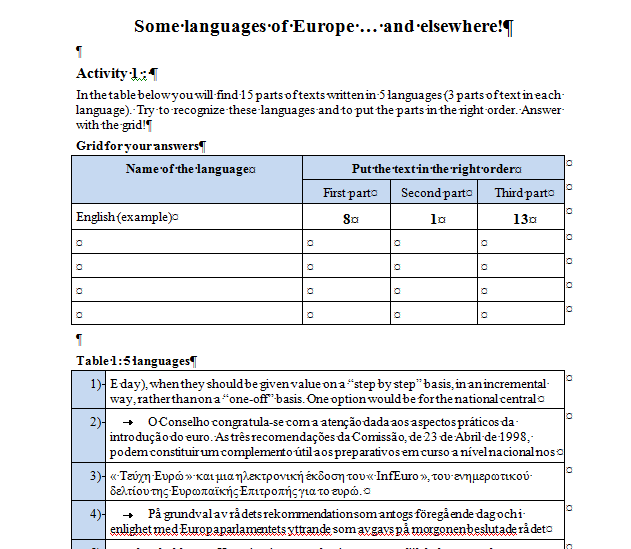 Some languages of Europe … and elsewhere!¶
¶
Activity 1 : ¶
In the table below you will find 15 parts of texts written in 5 languages (3 parts of text in each
language). Try to recognize these languages and to put the parts in the right order. Answer
with the grid!¶
Grid for your answers¶
Name of the language¤ Put the text in the right order¤ ¤
First part¤ Second part¤ Third part¤ ¤
English (example)¤ 8¤ 1¤ 13¤ ¤
¤ ¤ ¤ ¤ ¤
¤ ¤ ¤ ¤ ¤
¤ ¤ ¤ ¤ ¤
¤ ¤ ¤ ¤ ¤
¶
Table 1 : 5 languages¶
1)- E day), when they should be given value on a “step by step” basis, in an incremental ¤
way, rather than on a “one-off” basis. One option would be for the national central¤
2)- → O Conselho congratula-se com a atenção dada aos aspectos práticos da ¤
introdução do euro. As três recomendações da Comissão, de 23 de Abril de 1998,
podem constituir um complemento útil aos preparativos em curso a nível nacional nos¤
3)- « Τεύχη Ευρώ » και μια ηλεκτρονική έκδοση του « InfEuro », του ενημερωτικού ¤
δελτίου της Ευρωπαϊκής Επιτροπής για το ευρώ.¤
4)- → På grundval av rådets rekommendation som antogs föregående dag och i ¤
enlighet med Europaparlamentets yttrande som avgavs på morgonen beslutade rådet¤